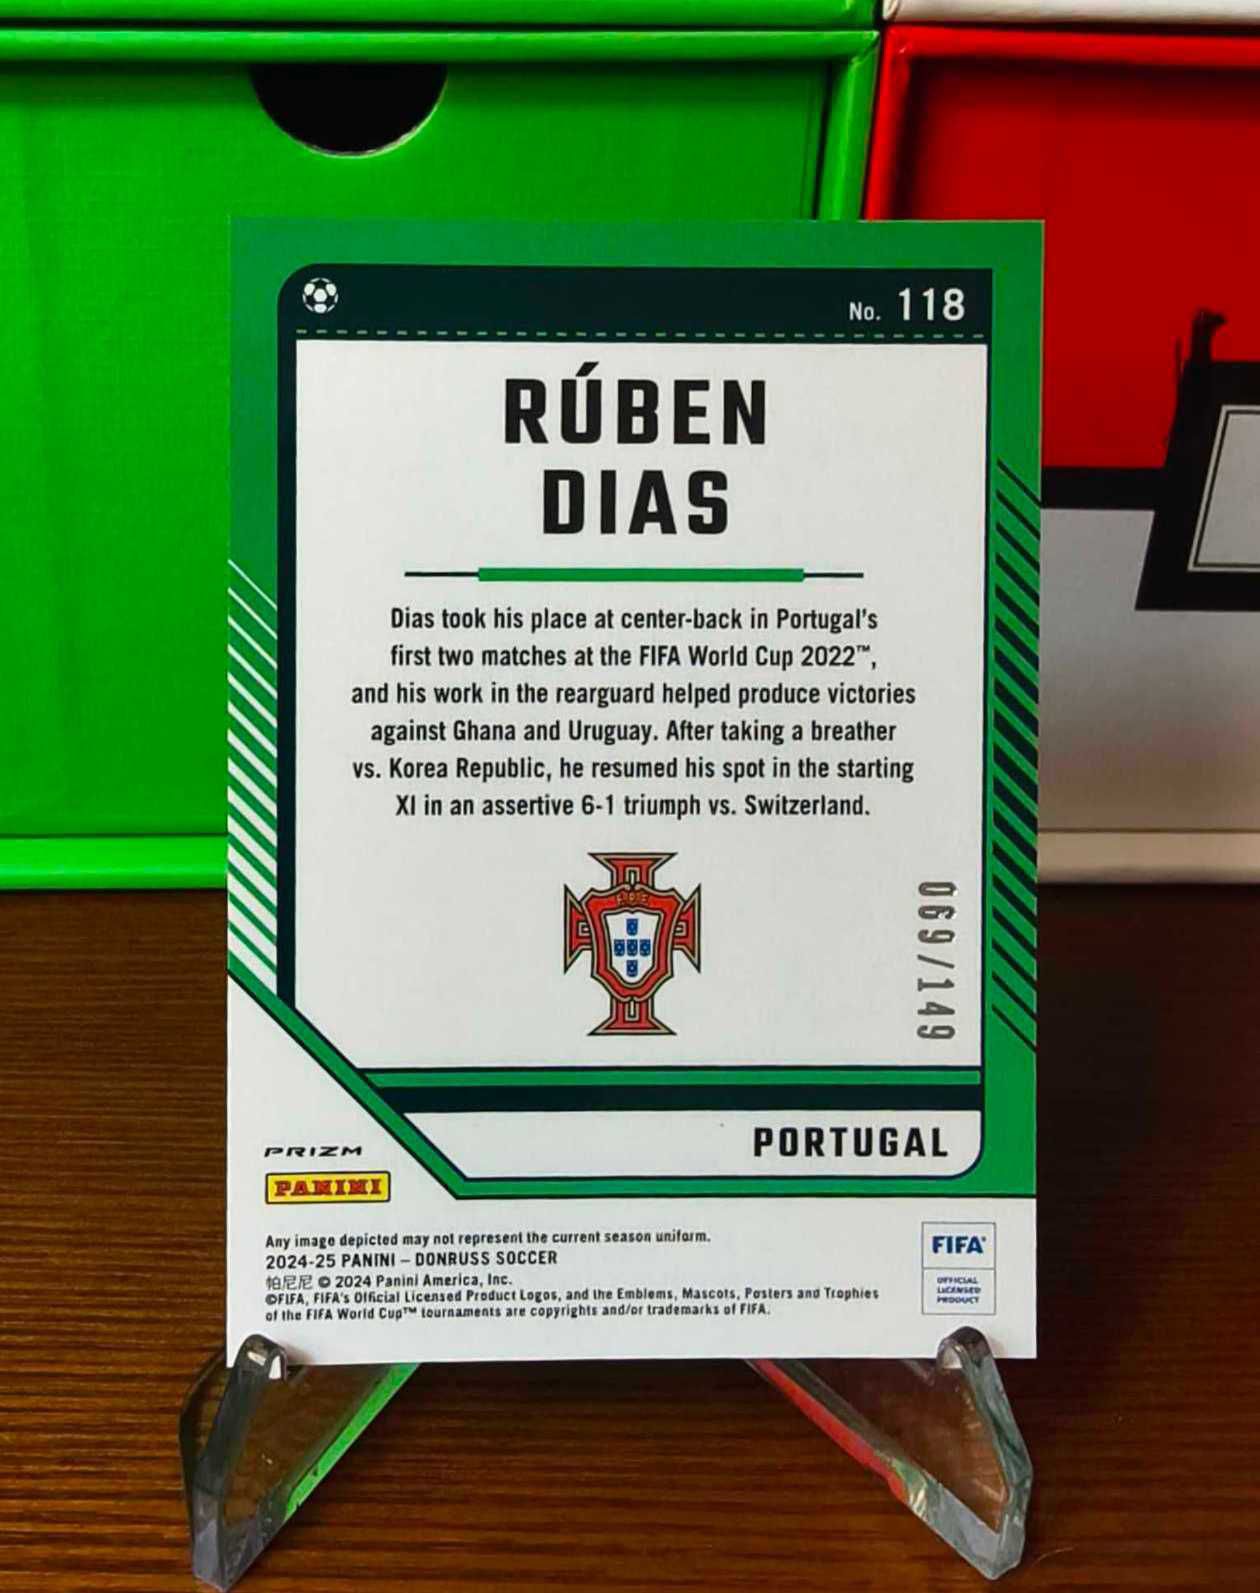 No. 118
RÚBEN
DIAS
Dias took his place at center-back in Portugal's
first two matches at the FIFA World Cup 2022™,
and his work in the rearguard helped produce victories
against Ghana and Uruguay. After taking a breather
vs. Korea Republic, he resumed his spot in the starting
XI in an assertive 6-1 triumph vs. Switzerland.
069/149
PORTUGAL
PRIZM
PANINI
Any image depicted may not represent the current season uniform.
2024-25 PANINI – DONRUSS SOCCER
帕尼尼 © 2024 Panini America, Inc.
©FIFA, FIFA's Official Licensed Product Logos, and the Emblems, Mascots, Posters and Trophies
of the FIFA World Cup™ tournaments are copyrights and/or trademarks of FIFA.
FIFA®
OFFICIAL
LICENSED
PRODUCT